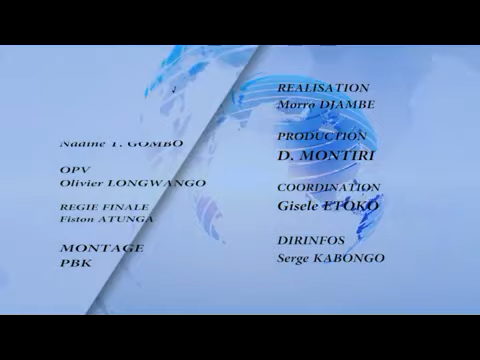 Nadine T. GOMBO
OPV
Olivier LONGWANGO
REGIE FINALE
Fiston ATUNGA
MONTAGE
PBK
REALISATION
Morro DJAMBE
PRODUCTION
D. MONTIRI
COORDINATION
Gisele ETOKO
DIRINFOS
Serge KABONGO